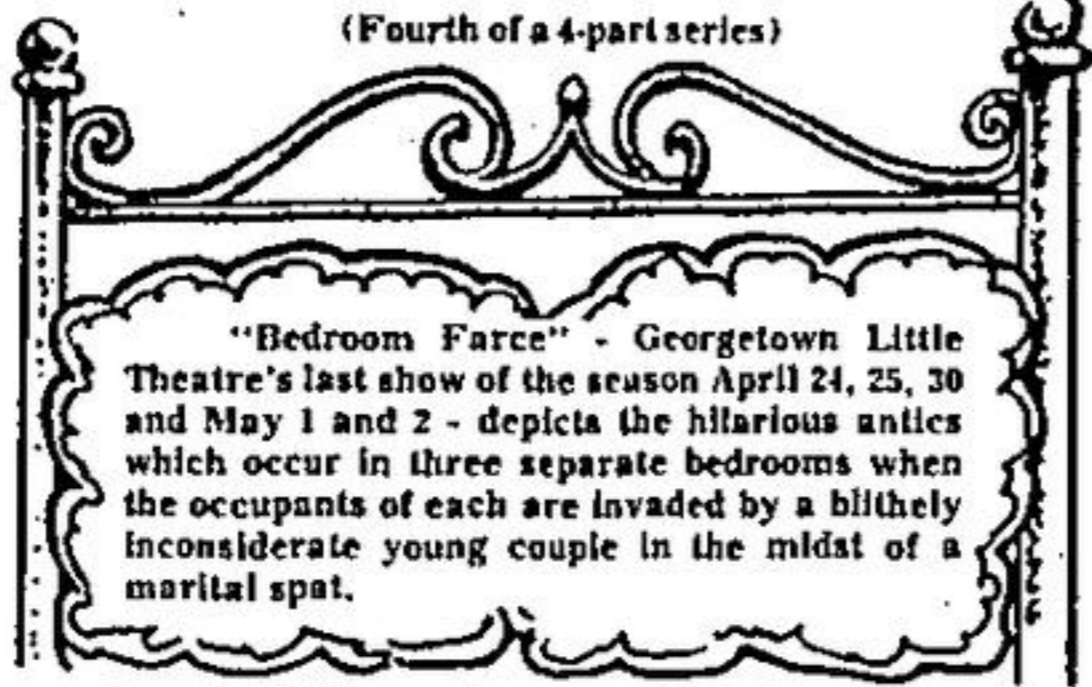 (Fourth of a 4-part series)
"Bedroom Farce" - Georgetown Little
Theatre's last show of the season April 24, 25, 30
and May 1 and 2 - depicts the hilarious antics
which occur in three separate bedrooms when
the occupants of each are invaded by a blithely
inconsiderate young couple in the midst of a
marital spat.